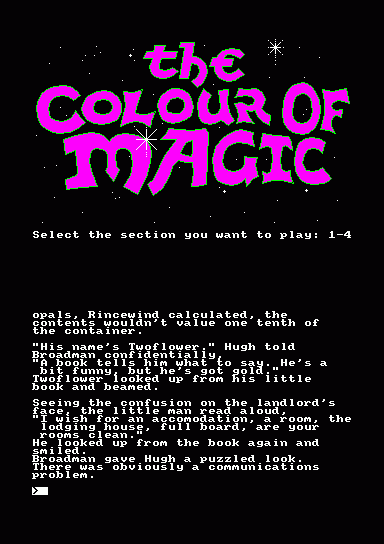 the
COLOUR OF
MAGIC
Select the section you want to play: 1-4
opals, Rincewind calculated, the
contents wouldn't value one tenth of
the container.
"His name's Twoflower." Hugh told
Broadman confidentially,
"A book tells him what to say. He's a
bit funny, but he's got gold."
Twoflower looked up from his little
book and beamed.
Seeing the confusion on the landlord's
face, the little man read aloud,
"I wish for an accomodation, a room, the
lodging house, full board, are your
rooms clean."
He looked up from the book again and
smiled.
Broadman gave Hugh a puzzled look.
There was obviously a communications
problem.
>